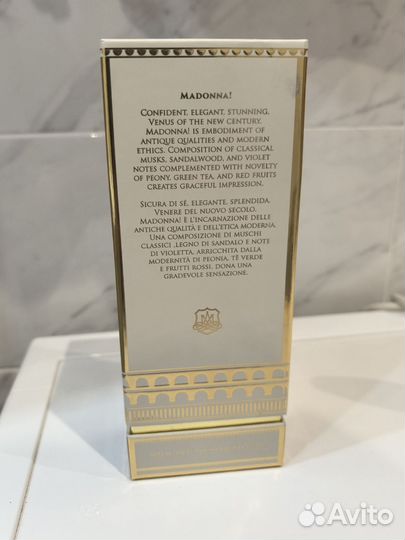 MADONNA!
CONFIDENT, ELEGANT, STUNNING,
VENUS OF THE NEW CENTURY.
MADONNA! IS EMBODIMENT OF
ANTIQUE QUALITIES AND MODERN
ETHICS. COMPOSITION OF CLASSICAL
MUSKS, SANDALWOOD, AND VIOLET
NOTES COMPLEMENTED WITH NOVELTY
OF PEONY, GREEN TEA, AND RED FRUITS
CREATES GRACEFUL IMPRESSION.
SICURA DI SÉ, ELEGANTE, SPLENDIDA.
VENERE DEL NUOVO SECOLO,
MADONNA! È L'INCARNAZIONE DELLE
ANTICHE QUALITÀ E DELL'ETICA MODERNA.
UNA COMPOSIZIONE DI MUSCHI
CLASSICI ,LEGNO DI SANDALO E NOTE
DI VIOLETTA, ARRICCHITA DALLA
MODERNITÀ DI PEONIA, TÈ VERDE
E FRUTTI ROSSI, DONA UNA
GRADEVOLE SENSAZIONE.
Avito